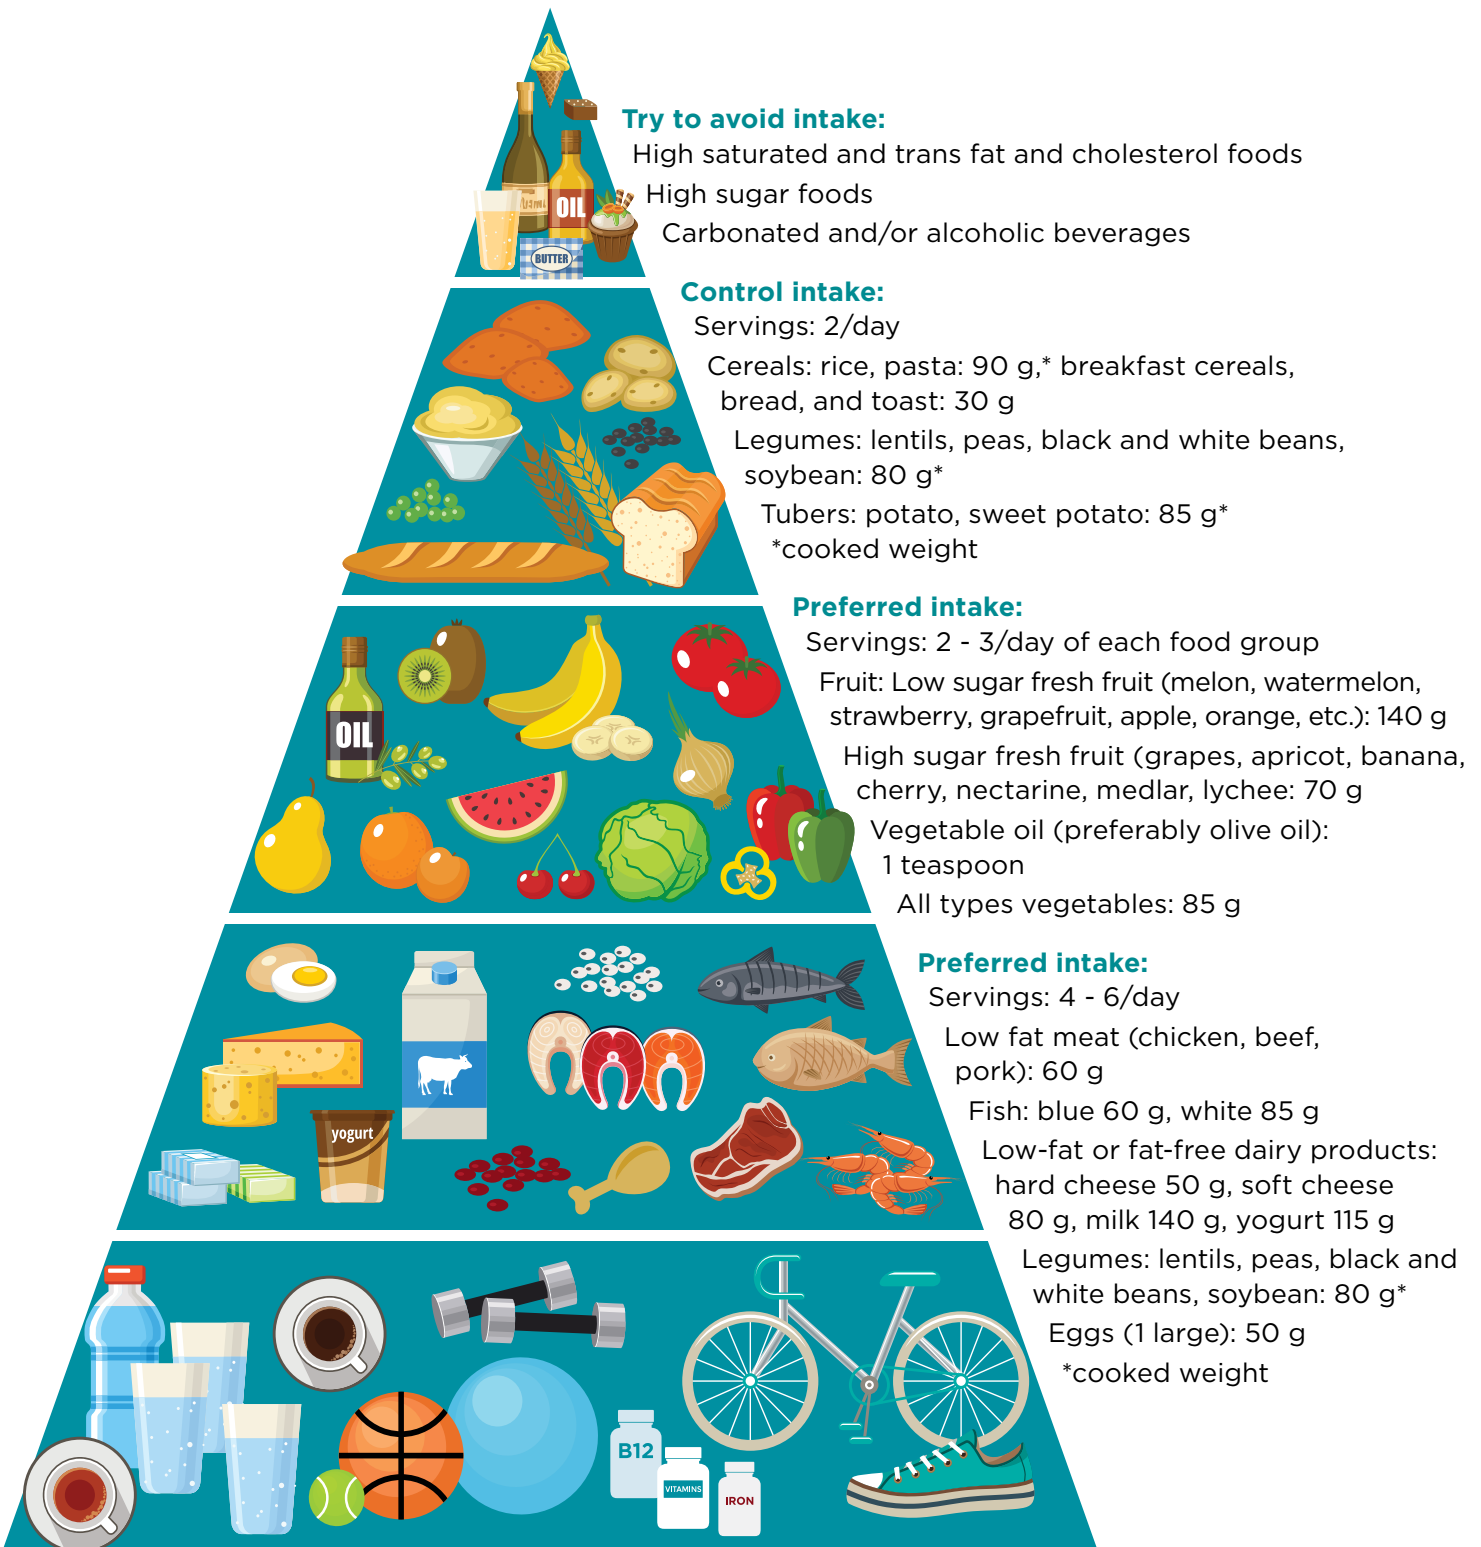 Try to avoid intake:
High saturated and trans fat and cholesterol foods
High sugar foods
Carbonated and/or alcoholic beverages
OIL
BUTTER
Control intake:
Servings: 2/day
Cereals: rice, pasta: 90 g,* breakfast cereals,
bread, and toast: 30 g
Legumes: lentils, peas, black and white beans,
soybean: 80 g*
Tubers: potato, sweet potato: 85 g*
*cooked weight
Preferred intake:
Servings: 2 - 3/day of each food group
Fruit: Low sugar fresh fruit (melon, watermelon,
strawberry, grapefruit, apple, orange, etc.): 140 g
High sugar fresh fruit (grapes, apricot, banana,
cherry, nectarine, medlar, lychee: 70 g
Vegetable oil (preferably olive oil):
1 teaspoon
All types vegetables: 85 g
OIL
Preferred intake:
Servings: 4 - 6/day
Low fat meat (chicken, beef,
pork): 60 g
Fish: blue 60 g, white 85 g
Low-fat or fat-free dairy products:
hard cheese 50 g, soft cheese
80 g, milk 140 g, yogurt 115 g
Legumes: lentils, peas, black and
white beans, soybean: 80 g*
Eggs (1 large): 50 g
*cooked weight
yogurt
B12
VITAMINS
IRON